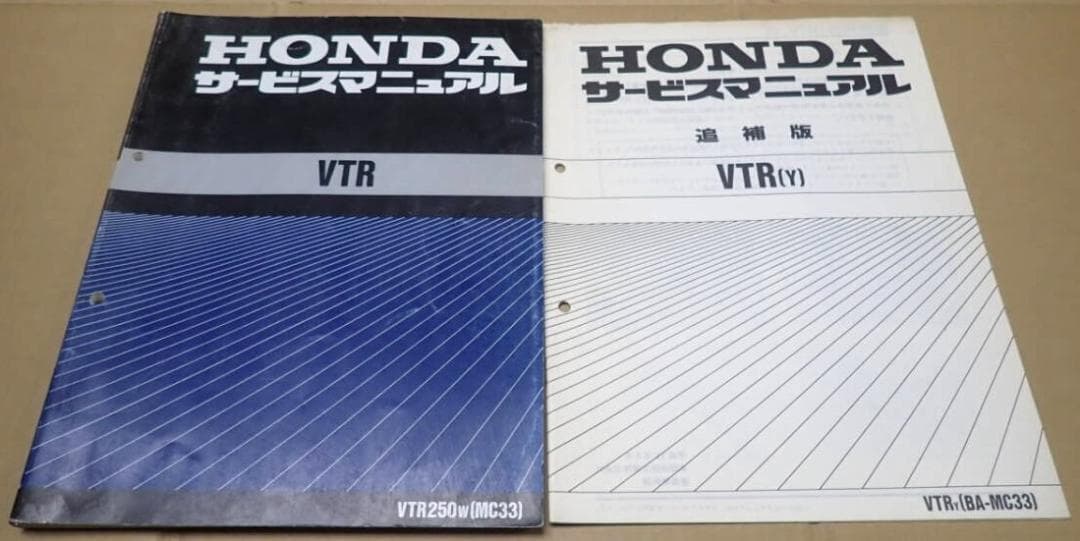 HONDA
サービスマニュアル
VTR
VTR250W(MC33)
HONDA
サービスマニュアル
追補版
VTR(Y)
VTRY(BA-MC33)